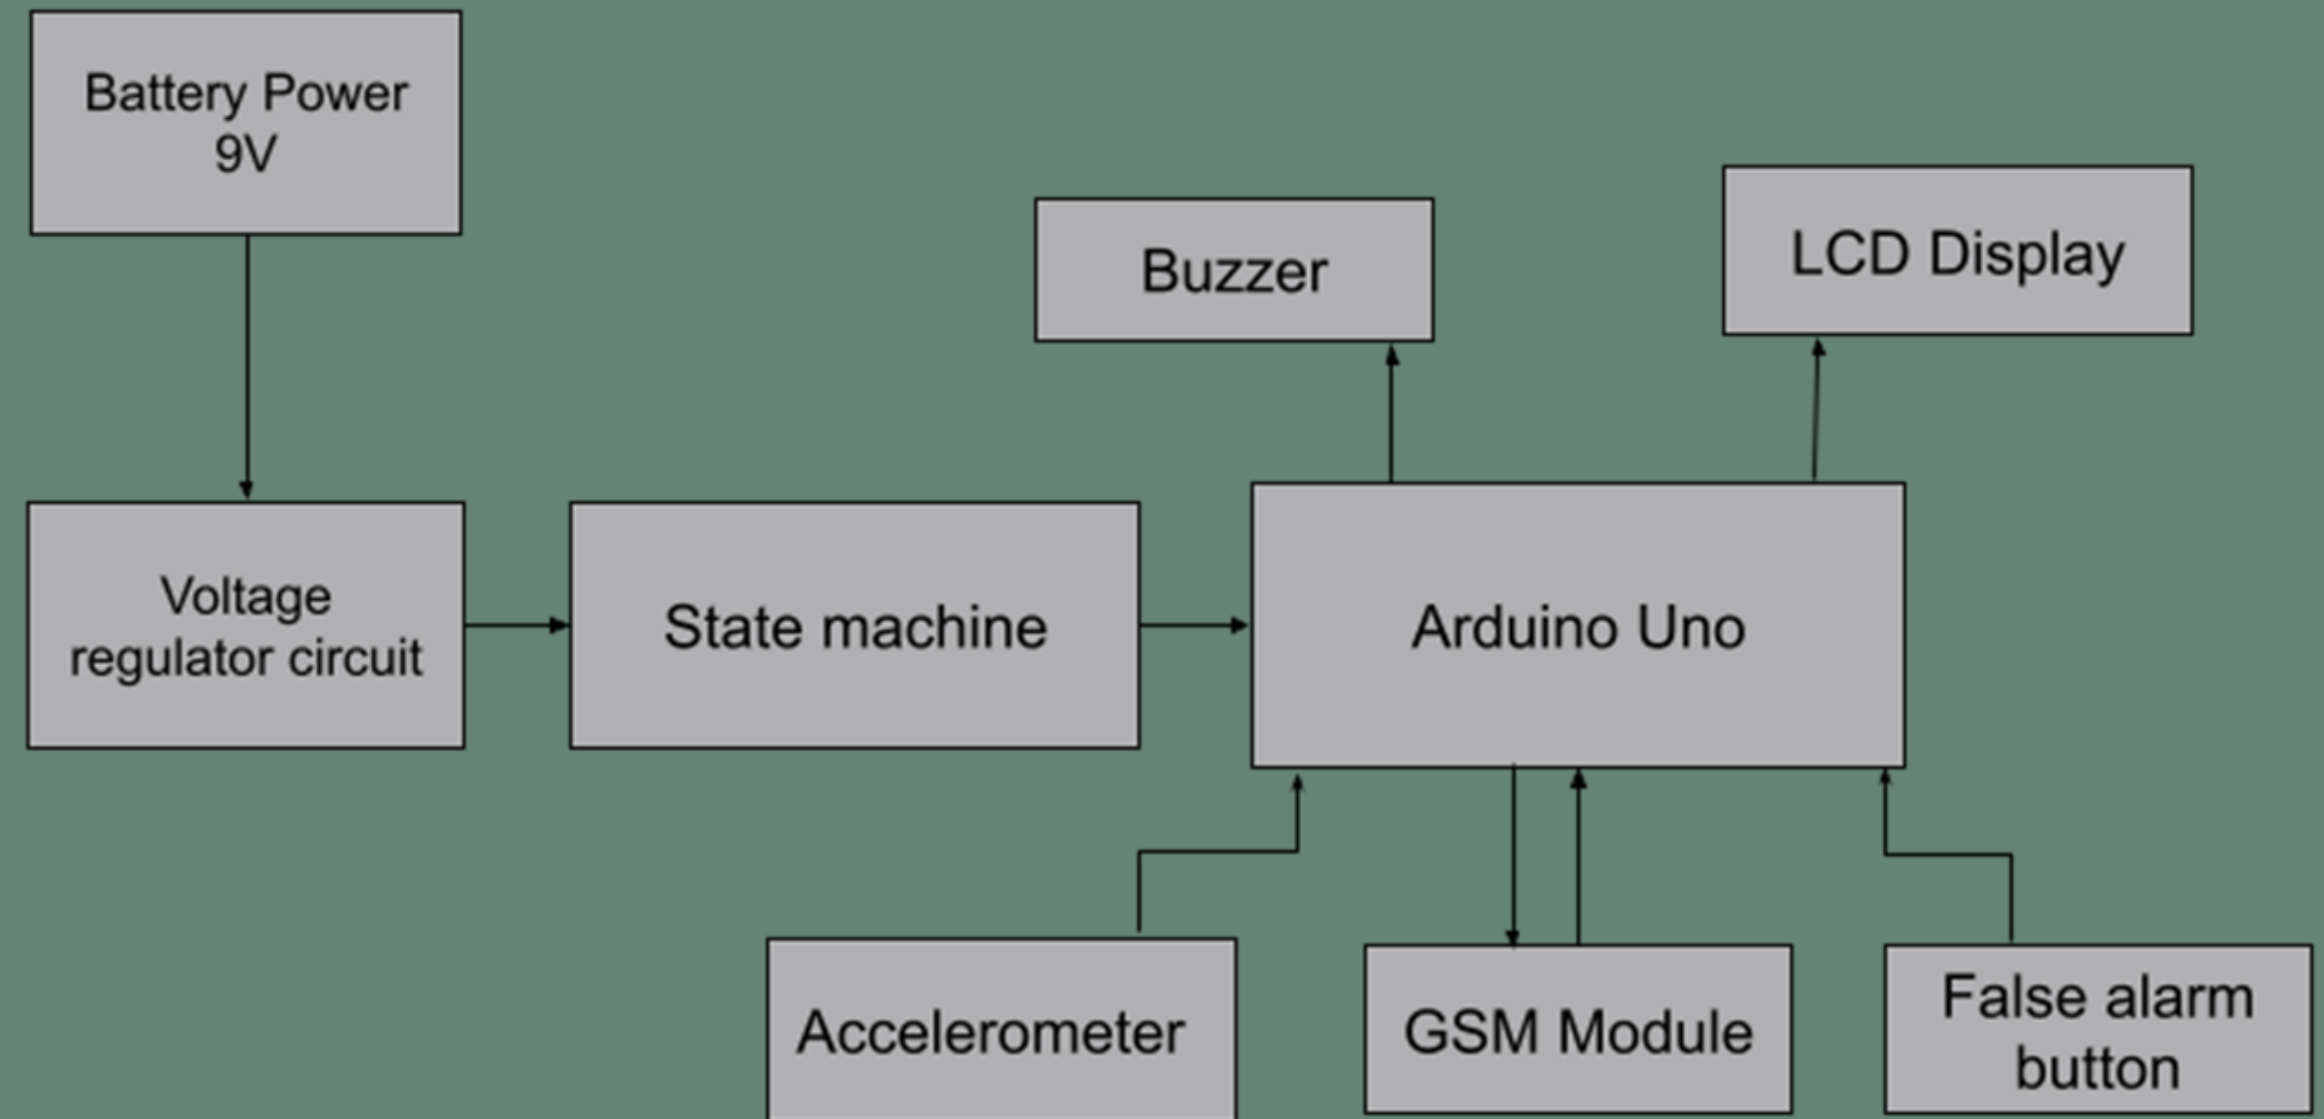 Battery Power
9V
Buzzer
LCD Display
Voltage
regulator circuit
State machine
Arduino Uno
Accelerometer
GSM Module
False alarm
button